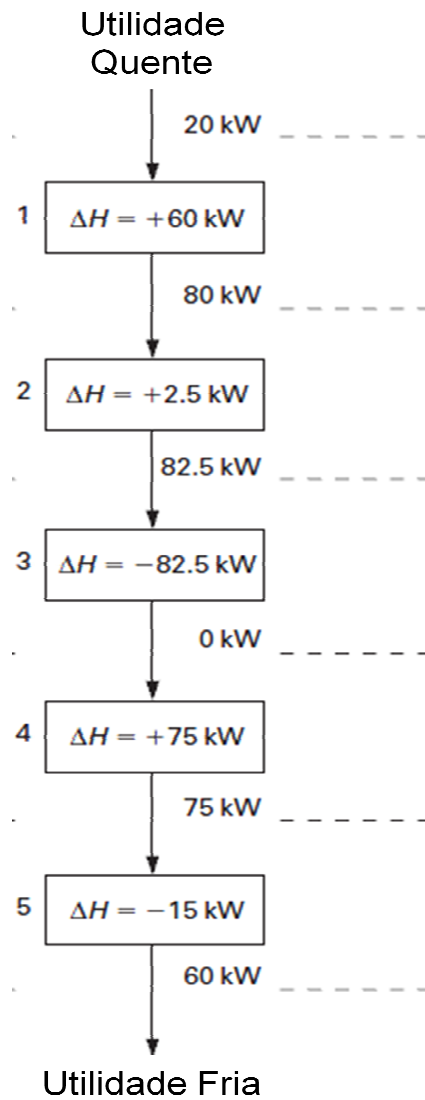 Utilidade
Quente
20 kW
1 ΔH = +60 kW
80 kW
2 ΔH = +2.5 kW
82.5 kW
3 ΔH = −82.5 kW
0 kW
4 ΔH = +75 kW
75 kW
5 ΔH = −15 kW
60 kW
Utilidade Fria